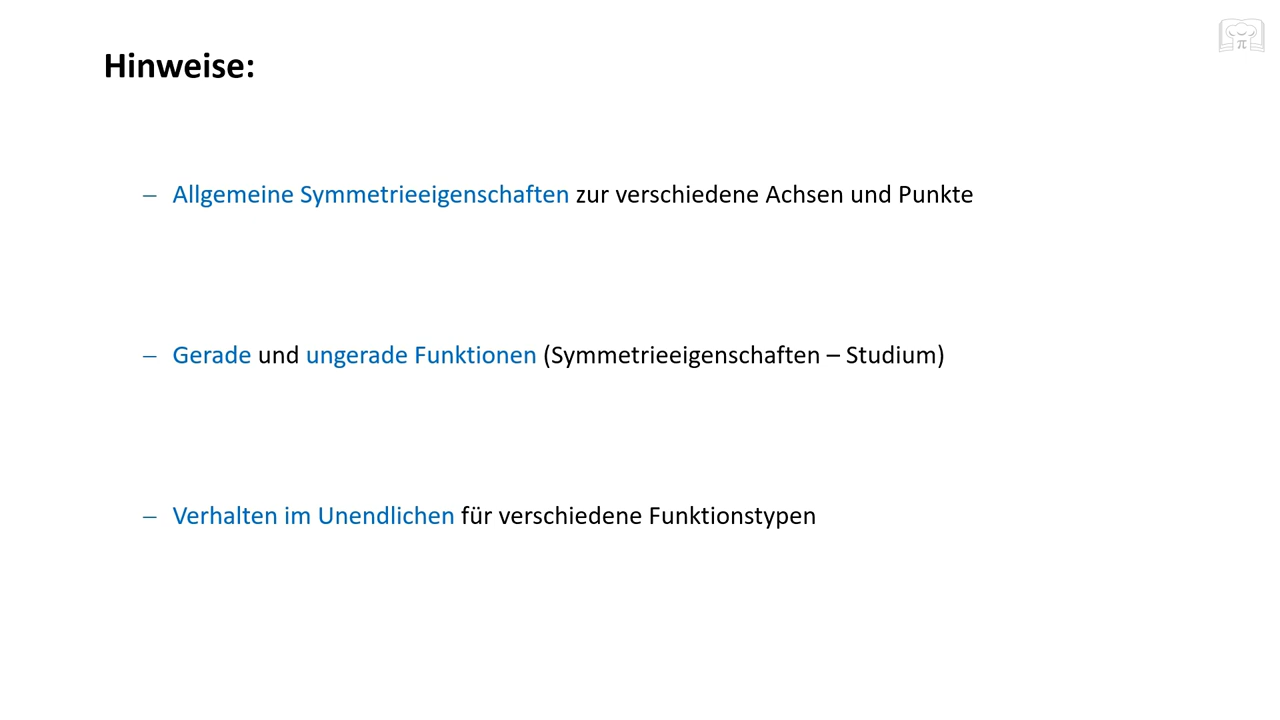 Hinweise:
– Allgemeine Symmetrieeigenschaften zur verschiedene Achsen und Punkte
– Gerade und ungerade Funktionen (Symmetrieeigenschaften – Studium)
– Verhalten im Unendlichen für verschiedene Funktionstypen
π